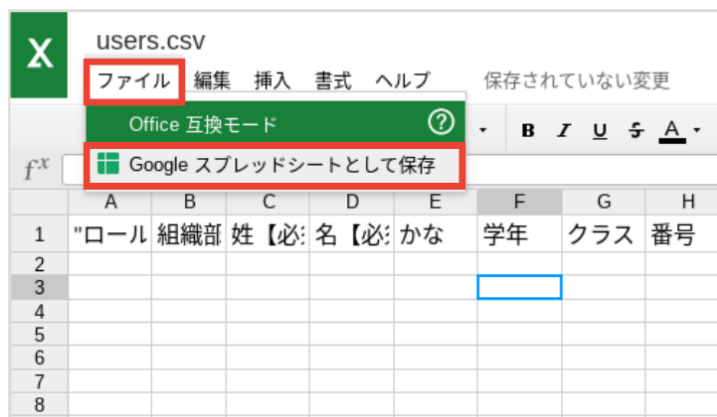 X
users.csv
ファイル 編集 挿入 書式 ヘルプ 保存されていない変更
Office 互換モード ?
B I U S A
Google スプレッドシートとして保存
fx
A B C D E F G H
1 "ロール 組織部 姓【必 名【必 かな 学年 クラス 番号
2
3
4
5
6
7
8